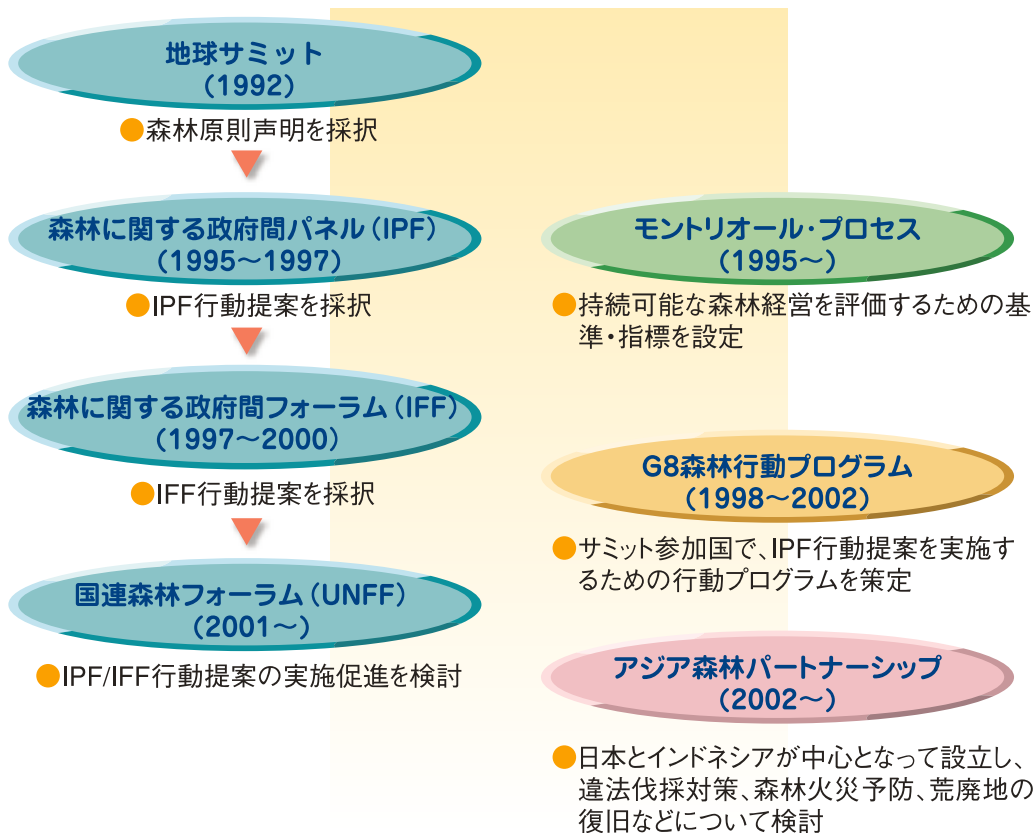 地球サミット
（1992）
●森林原則声明を採択
森林に関する政府間パネル（IPF）
（1995～1997）
●IPF行動提案を採択
森林に関する政府間フォーラム（IFF）
（1997～2000）
●IFF行動提案を採択
国連森林フォーラム（UNFF）
（2001～）
●IPF/IFF行動提案の実施促進を検討
モントリオール・プロセス
（1995～）
●持続可能な森林経営を評価するための基
準・指標を設定
G8森林行動プログラム
（1998～2002）
●サミット参加国で、IPF行動提案を実施す
るための行動プログラムを策定
アジア森林パートナーシップ
（2002～）
●日本とインドネシアが中心となって設立し、
違法伐採対策、森林火災予防、荒廃地の
復旧などについて検討